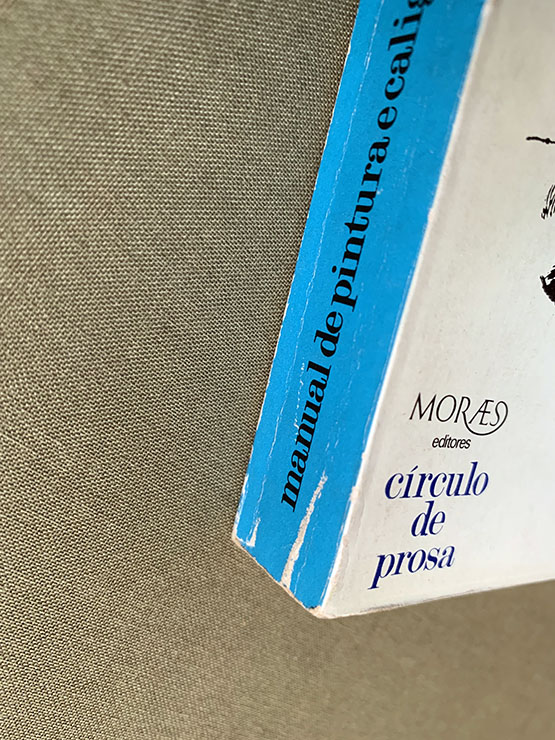 manual de pintura e calig
MORÆS
editores
círculo
de
prosa